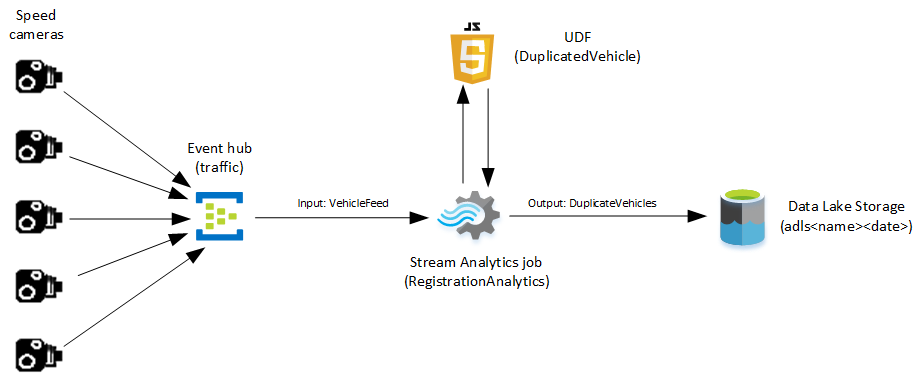 Speed
cameras
JS
UDF
(DuplicatedVehicle)
Event hub
(traffic)
Input: VehicleFeed
Output: DuplicateVehicles
Data Lake Storage
(adls<name><date>)
Stream Analytics job
(RegistrationAnalytics)